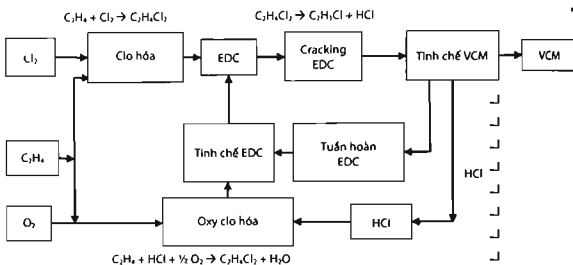 C₂H₄ + Cl₂ → C₂H₄Cl₂
C₂H₄Cl₂ → C₂H₃Cl + HCl
Cl₂
Clo hóa
EDC
Cracking
EDC
Tinh chế VCM
VCM
C₂H₄
Tinh chế EDC
Tuần hoàn
EDC
HCl
O₂
Oxy clo hóa
HCl
C₂H₄ + HCl + ½ O₂ → C₂H₄Cl₂ + H₂O